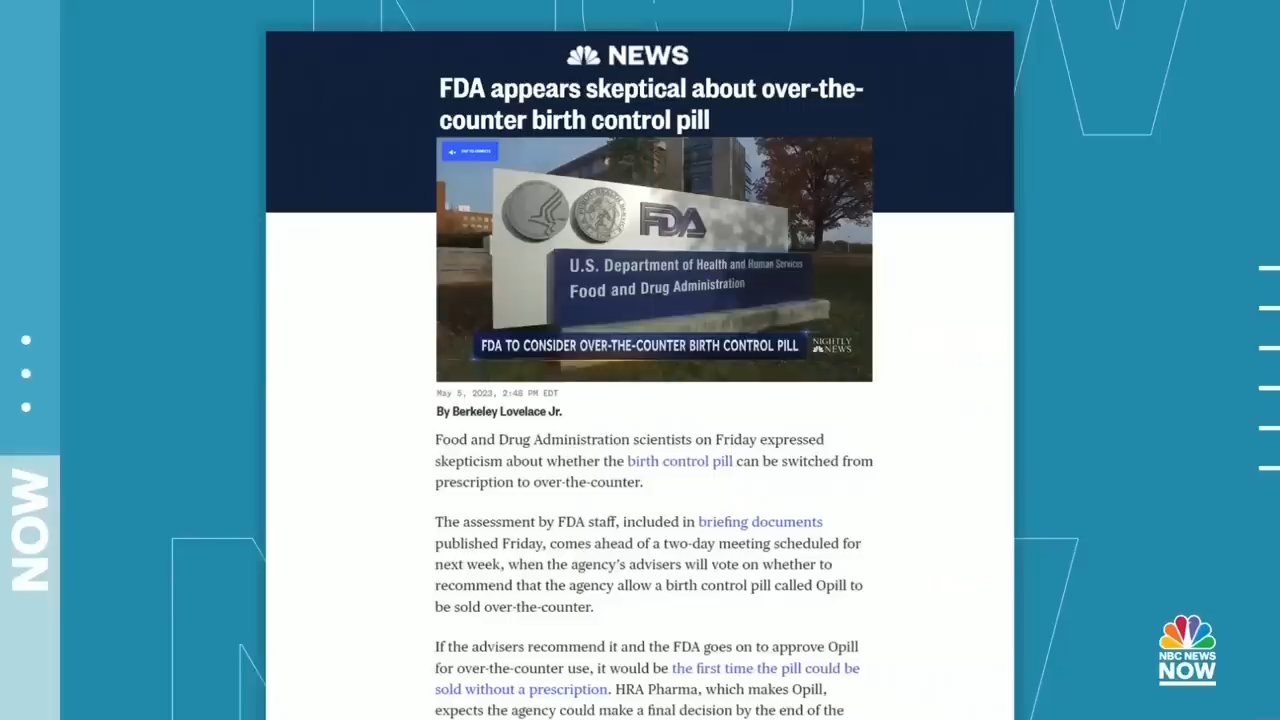 NEWS
FDA appears skeptical about over-the-
counter birth control pill
FDA
U.S. Department of Health and Human Services
Food and Drug Administration
FDA TO CONSIDER OVER-THE-COUNTER BIRTH CONTROL PILL
NIGHTLY
NEWS
May 5, 2023, 2:48 PM EDT
By Berkeley Lovelace Jr.
Food and Drug Administration scientists on Friday expressed
skepticism about whether the birth control pill can be switched from
prescription to over-the-counter.
The assessment by FDA staff, included in briefing documents
published Friday, comes ahead of a two-day meeting scheduled for
next week, when the agency's advisers will vote on whether to
recommend that the agency allow a birth control pill called Opill to
be sold over-the-counter.
If the advisers recommend it and the FDA goes on to approve Opill
for over-the-counter use, it would be the first time the pill could be
sold without a prescription. HRA Pharma, which makes Opill,
expects the agency could make a final decision by the end of the
NOW
NBC NEWS
NOW